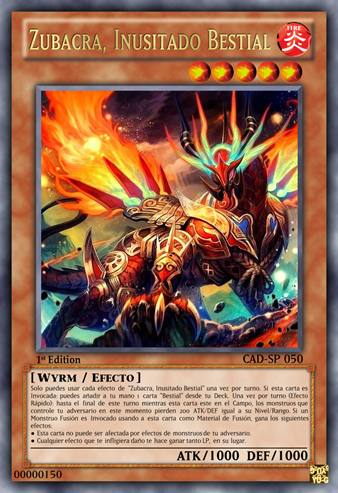 Zubacra, Inusitado Bestial
FIRE
炎
1st Edition
CAD-SP 050
[ Wyrm / Efecto ]
Solo puedes usar cada efecto de "Zubacra, Inusitado Bestial" una vez por turno. Si esta carta es
Invocada: puedes añadir a tu mano 1 carta "Bestial" desde tu Deck. Una vez por turno (Efecto
Rápido): hasta el final de este turno mientras esta carta este en el Campo, los monstruos que
controle tu adversario en este momento pierden 200 ATK/DEF igual a su Nivel/Rango. Si un
Monstruo Fusión es Invocado usando a esta carta como Material de Fusión, gana los siguientes
efectos:
• Esta carta no puede ser afectada por efectos de monstruos de tu adversario.
• Cualquier efecto que te infligiera daño te hace ganar tanto LP, en su lugar.
ATK/1000 DEF/1000
00000150